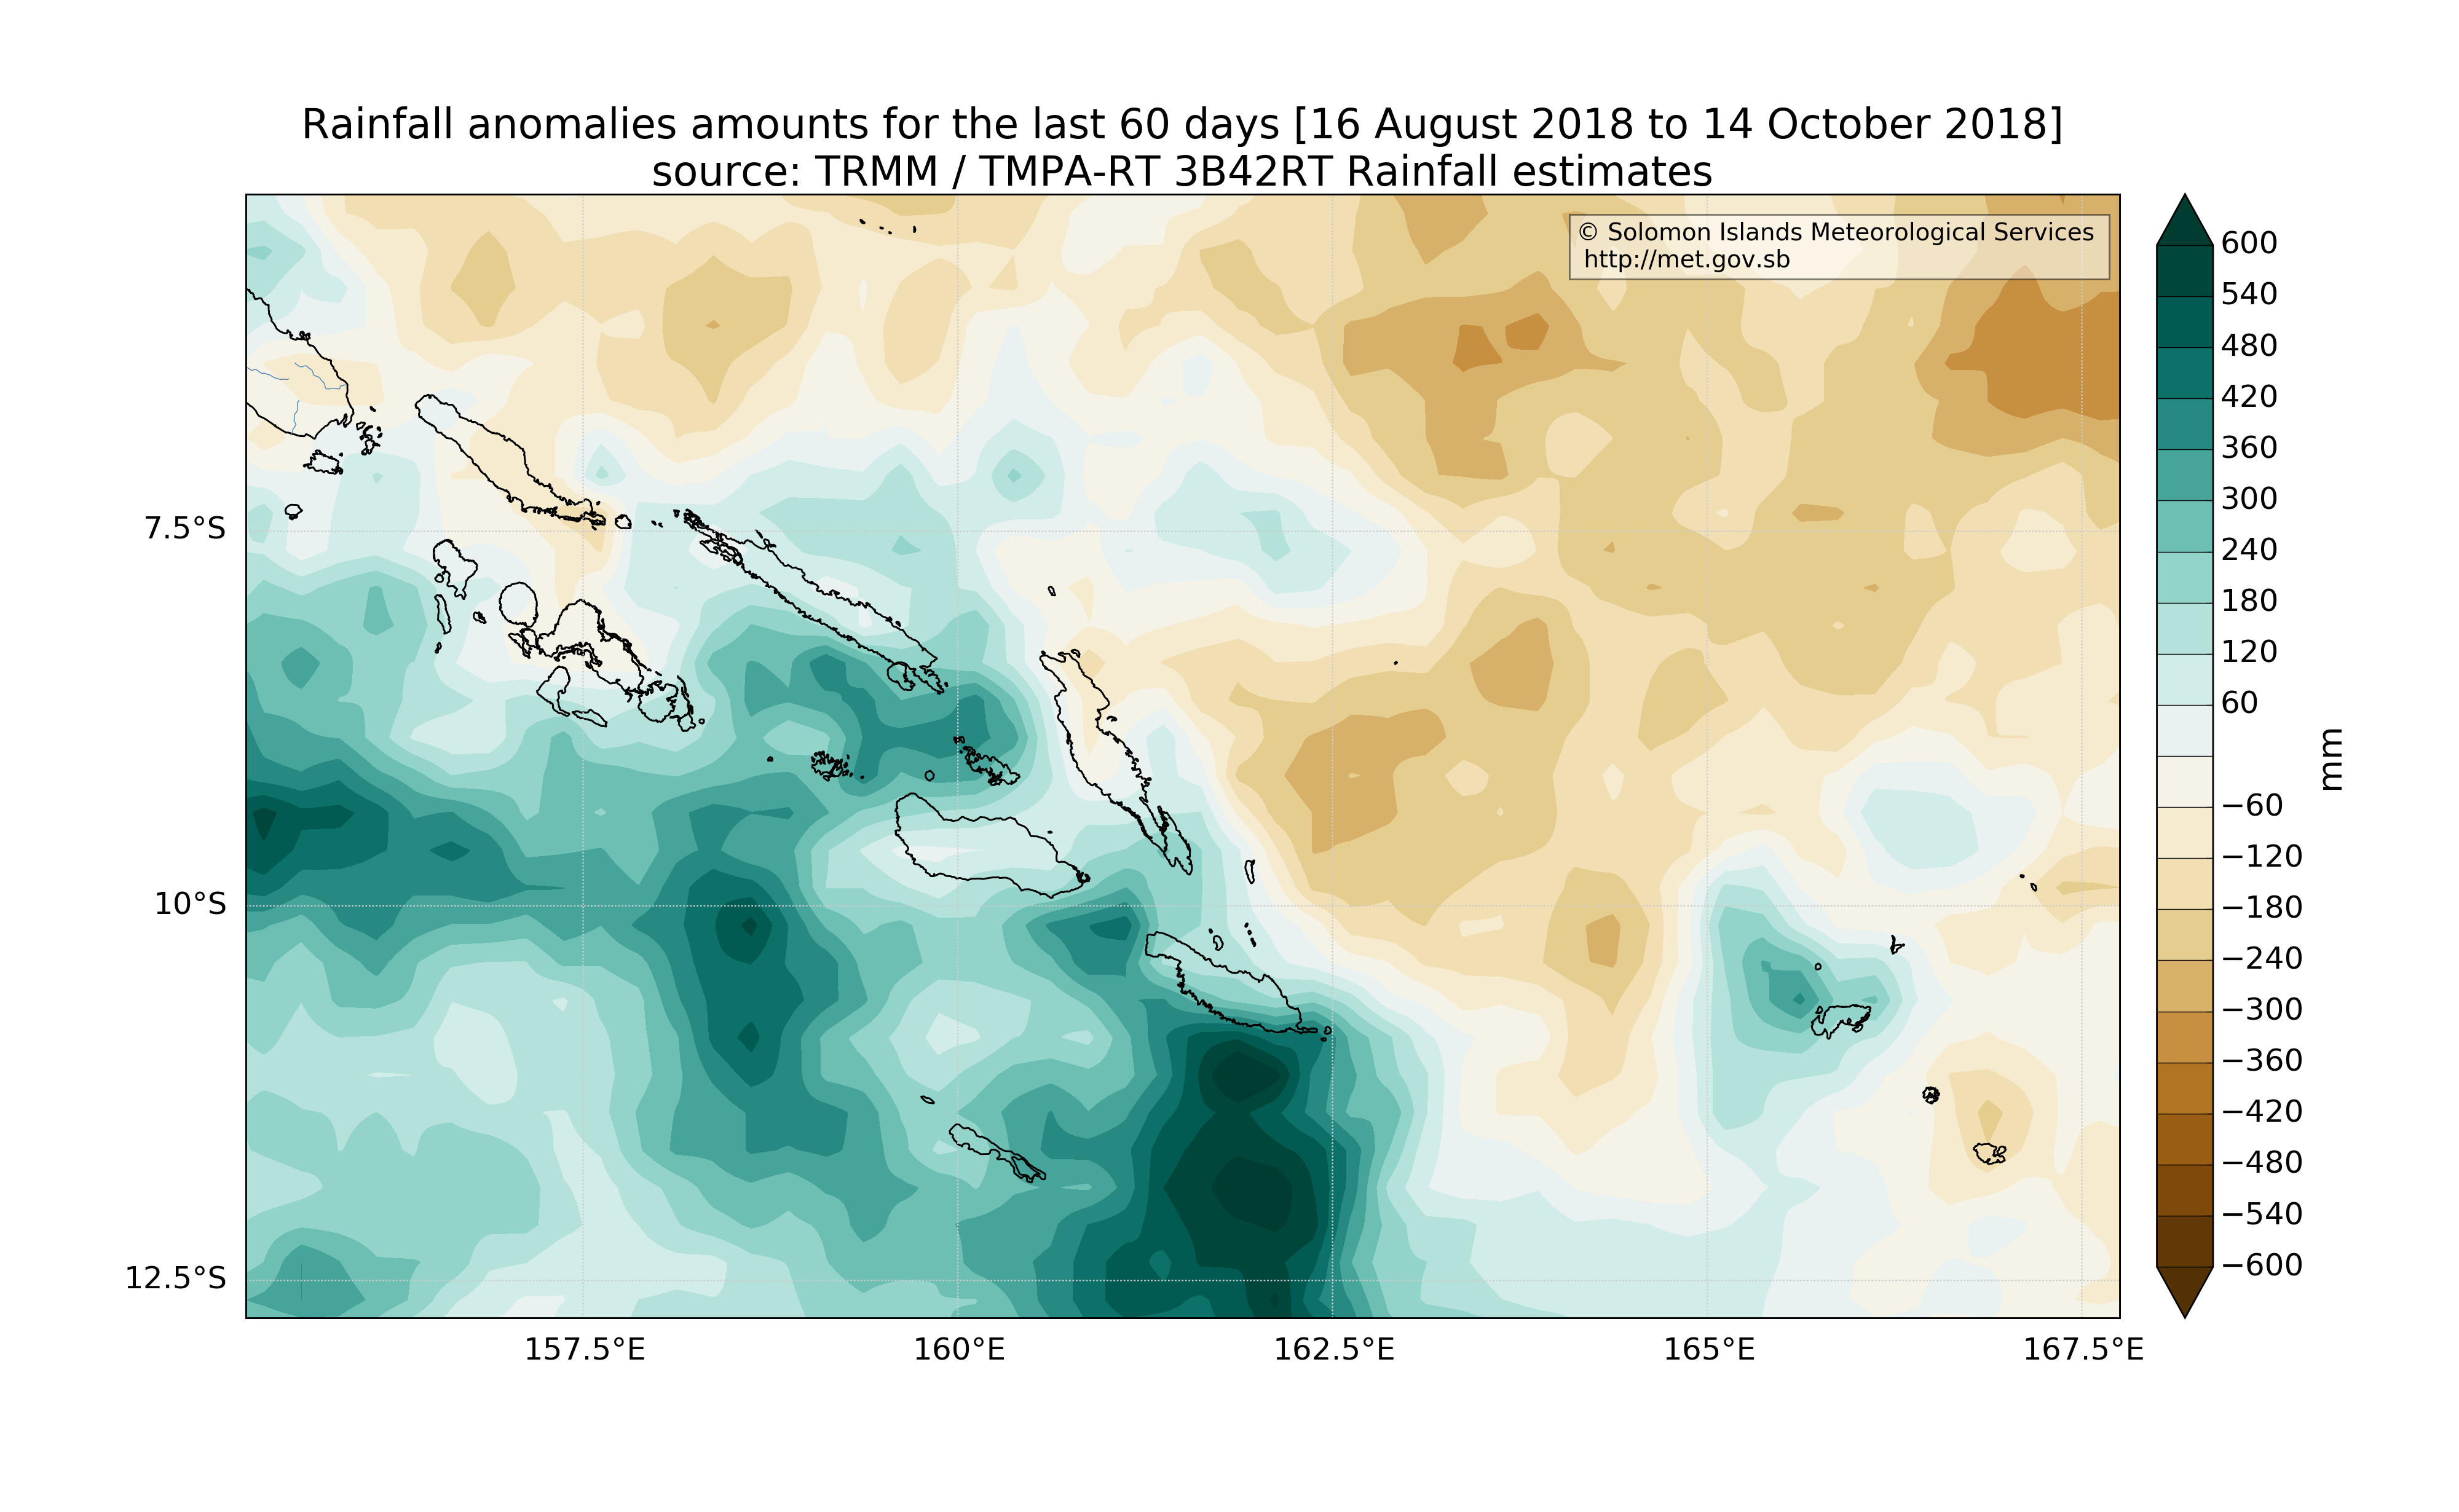 Rainfall anomalies amounts for the last 60 days [16 August 2018 to 14 October 2018]
source: TRMM / TMPA-RT 3B42RT Rainfall estimates
© Solomon Islands Meteorological Services
http://met.gov.sb
7.5°S
10°S
12.5°S
157.5°E
160°E
162.5°E
165°E
167.5°E
600
540
480
420
360
300
240
180
120
60
−60
−120
−180
−240
−300
−360
−420
−480
−540
−600
mm